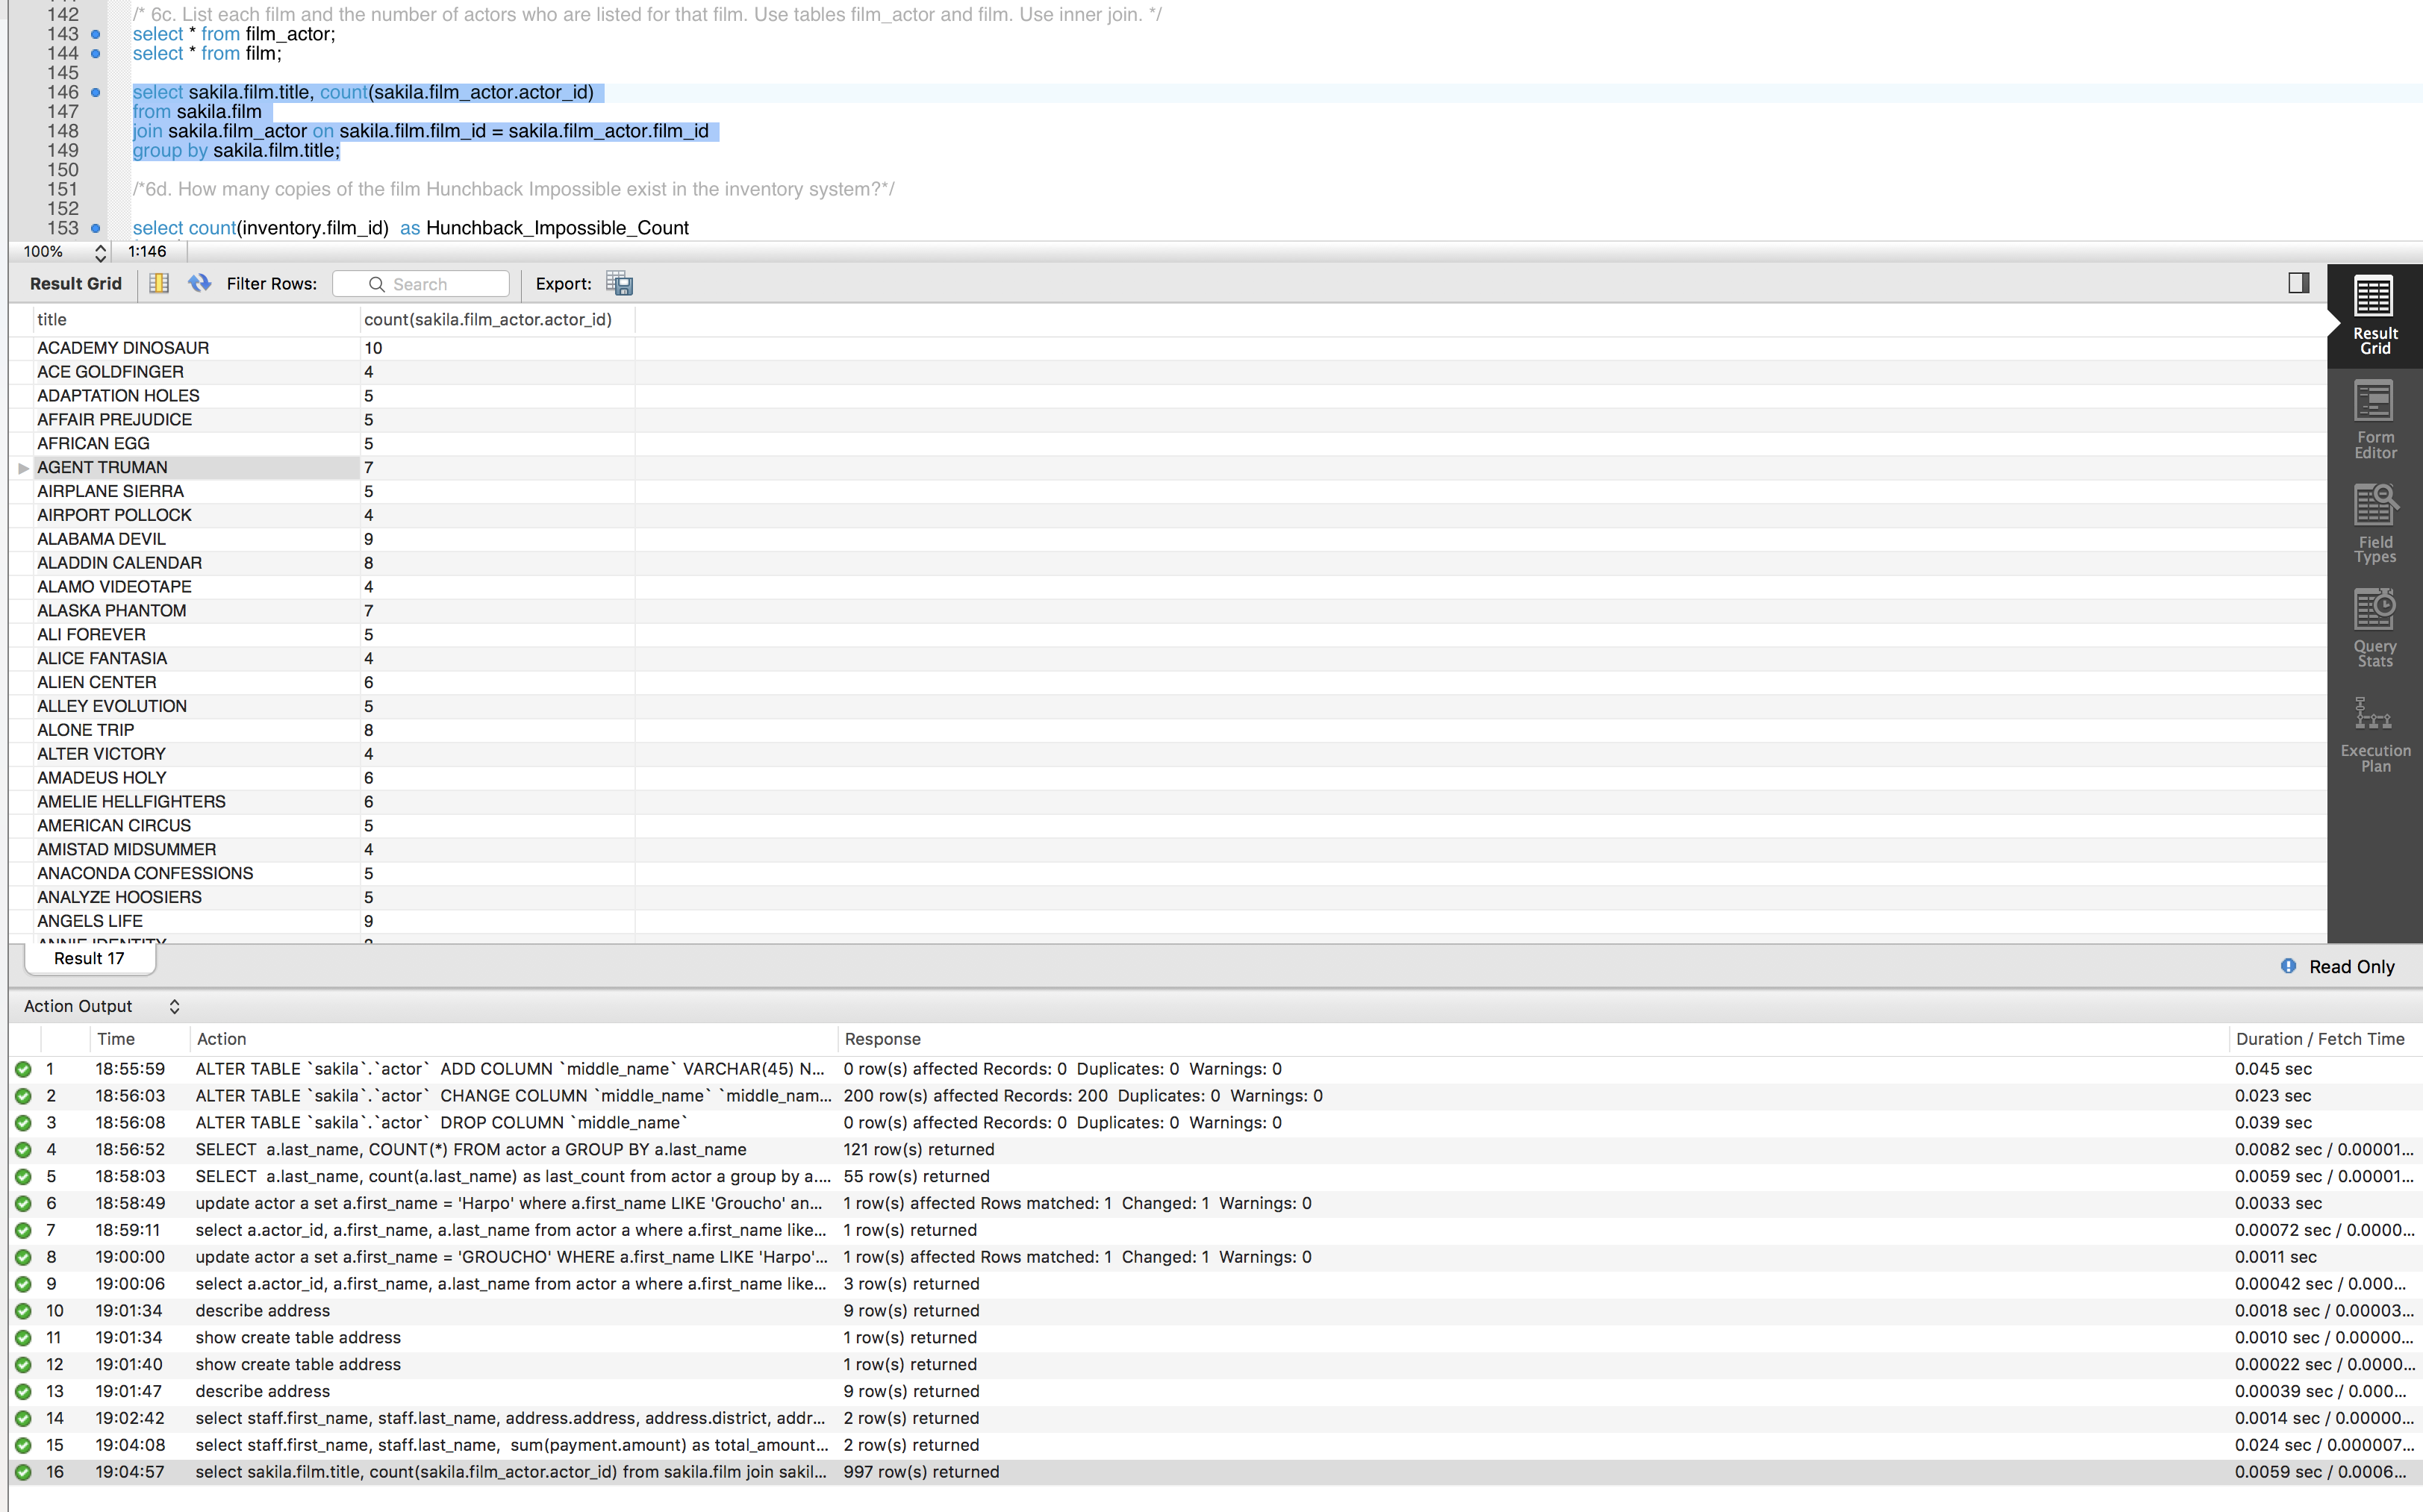 142 /* 6c. List each film and the number of actors who are listed for that film. Use tables film_actor and film. Use inner join. */
143 select * from film_actor;
144 select * from film;
145
146 select sakila.film.title, count(sakila.film_actor.actor_id)
147 from sakila.film
148 join sakila.film_actor on sakila.film.film_id = sakila.film_actor.film_id
149 group by sakila.film.title;
150
151 /*6d. How many copies of the film Hunchback Impossible exist in the inventory system?*/
152
153 select count(inventory.film_id)  as Hunchback_Impossible_Count
100% 1:146
Result Grid Filter Rows: Search Export:
title count(sakila.film_actor.actor_id)
ACADEMY DINOSAUR 10
ACE GOLDFINGER 4
ADAPTATION HOLES 5
AFFAIR PREJUDICE 5
AFRICAN EGG 5
AGENT TRUMAN 7
AIRPLANE SIERRA 5
AIRPORT POLLOCK 4
ALABAMA DEVIL 9
ALADDIN CALENDAR 8
ALAMO VIDEOTAPE 4
ALASKA PHANTOM 7
ALI FOREVER 5
ALICE FANTASIA 4
ALIEN CENTER 6
ALLEY EVOLUTION 5
ALONE TRIP 8
ALTER VICTORY 4
AMADEUS HOLY 6
AMELIE HELLFIGHTERS 6
AMERICAN CIRCUS 5
AMISTAD MIDSUMMER 4
ANACONDA CONFESSIONS 5
ANALYZE HOOSIERS 5
ANGELS LIFE 9
ANNIE IDENTITY
Result
Grid
Form
Editor
Field
Types
Query
Stats
Execution
Plan
Result 17 Read Only
Action Output
Time Action Response Duration / Fetch Time
1 18:55:59 ALTER TABLE `sakila`.`actor`  ADD COLUMN `middle_name` VARCHAR(45) N... 0 row(s) affected Records: 0  Duplicates: 0  Warnings: 0 0.045 sec
2 18:56:03 ALTER TABLE `sakila`.`actor`  CHANGE COLUMN `middle_name` `middle_nam... 200 row(s) affected Records: 200  Duplicates: 0  Warnings: 0 0.023 sec
3 18:56:08 ALTER TABLE `sakila`.`actor`  DROP COLUMN `middle_name` 0 row(s) affected Records: 0  Duplicates: 0  Warnings: 0 0.039 sec
4 18:56:52 SELECT  a.last_name, COUNT(*) FROM actor a GROUP BY a.last_name 121 row(s) returned 0.0082 sec / 0.00001...
5 18:58:03 SELECT  a.last_name, count(a.last_name) as last_count from actor a group by a.... 55 row(s) returned 0.0059 sec / 0.00001...
6 18:58:49 update actor a set a.first_name = 'Harpo' where a.first_name LIKE 'Groucho' an... 1 row(s) affected Rows matched: 1  Changed: 1  Warnings: 0 0.0033 sec
7 18:59:11 select a.actor_id, a.first_name, a.last_name from actor a where a.first_name like... 1 row(s) returned 0.00072 sec / 0.0000...
8 19:00:00 update actor a set a.first_name = 'GROUCHO' WHERE a.first_name LIKE 'Harpo'... 1 row(s) affected Rows matched: 1  Changed: 1  Warnings: 0 0.0011 sec
9 19:00:06 select a.actor_id, a.first_name, a.last_name from actor a where a.first_name like... 3 row(s) returned 0.00042 sec / 0.000...
10 19:01:34 describe address 9 row(s) returned 0.0018 sec / 0.00003...
11 19:01:34 show create table address 1 row(s) returned 0.0010 sec / 0.00000...
12 19:01:40 show create table address 1 row(s) returned 0.00022 sec / 0.0000...
13 19:01:47 describe address 9 row(s) returned 0.00039 sec / 0.000...
14 19:02:42 select staff.first_name, staff.last_name, address.address, address.district, addr... 2 row(s) returned 0.0014 sec / 0.00000...
15 19:04:08 select staff.first_name, staff.last_name,  sum(payment.amount) as total_amount... 2 row(s) returned 0.024 sec / 0.000007...
16 19:04:57 select sakila.film.title, count(sakila.film_actor.actor_id) from sakila.film join sakil... 997 row(s) returned 0.0059 sec / 0.0006...